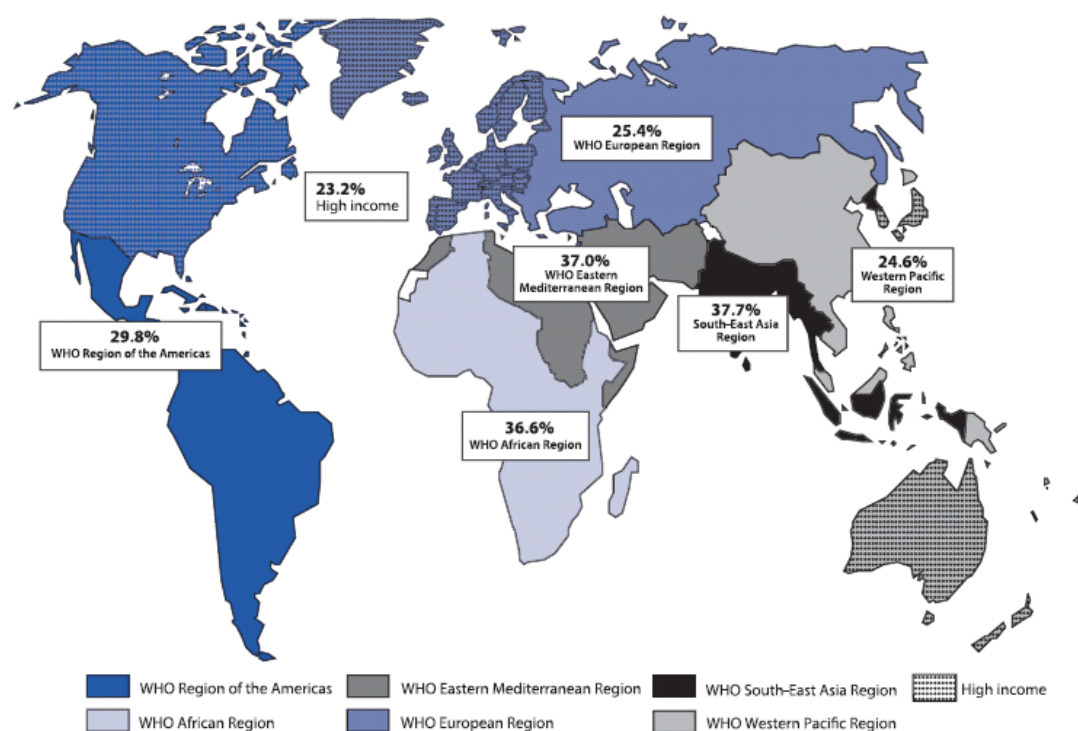 25.4%
WHO European Region
23.2%
High income
37.0%
WHO Eastern
Mediterranean Region
24.6%
Western Pacific
Region
37.7%
South-East Asia
Region
29.8%
WHO Region of the Americas
36.6%
WHO African Region
WHO Region of the Americas
WHO Eastern Mediterranean Region
WHO South-East Asia Region
High income
WHO African Region
WHO European Region
WHO Western Pacific Region